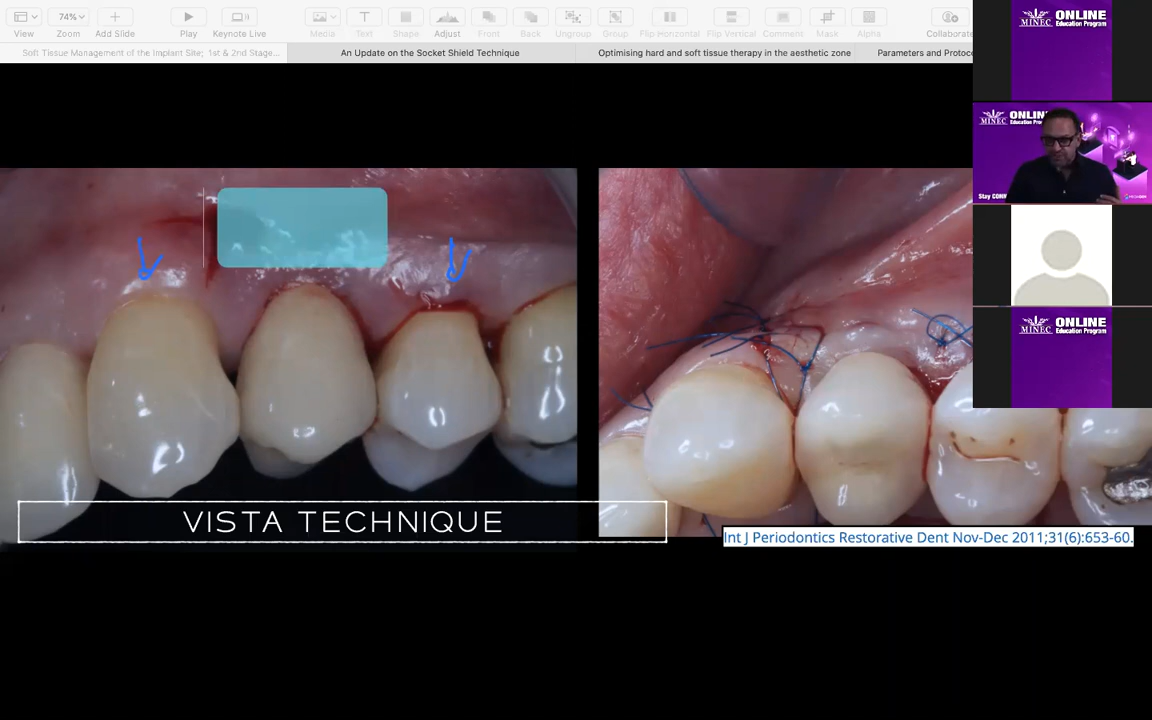 View
74%
Zoom
Add Slide
Play
Keynote Live
Media
Text
Shape
Adjust
Front
Back
Ungroup
Group
Flip Horizontal
Flip Vertical
Comment
Mask
Alpha
Collaborate
Soft Tissue Management of the Implant Site; 1st & 2nd Stage...
An Update on the Socket Shield Technique
Optimising hard and soft tissue therapy in the aesthetic zone
Parameters and Protoc
MINEC ONLINE
Education Program
MINEC ONLINE
Education Prog
Stay CONN
VISTA TECHNIQUE
Int J Periodontics Restorative Dent Nov-Dec 2011;31(6):653-60.
MINEC ONLINE
Education Program